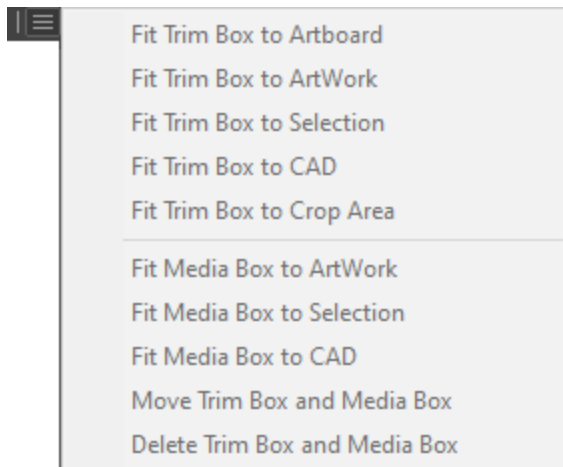 Fit Trim Box to Artboard
Fit Trim Box to ArtWork
Fit Trim Box to Selection
Fit Trim Box to CAD
Fit Trim Box to Crop Area
Fit Media Box to ArtWork
Fit Media Box to Selection
Fit Media Box to CAD
Move Trim Box and Media Box
Delete Trim Box and Media Box